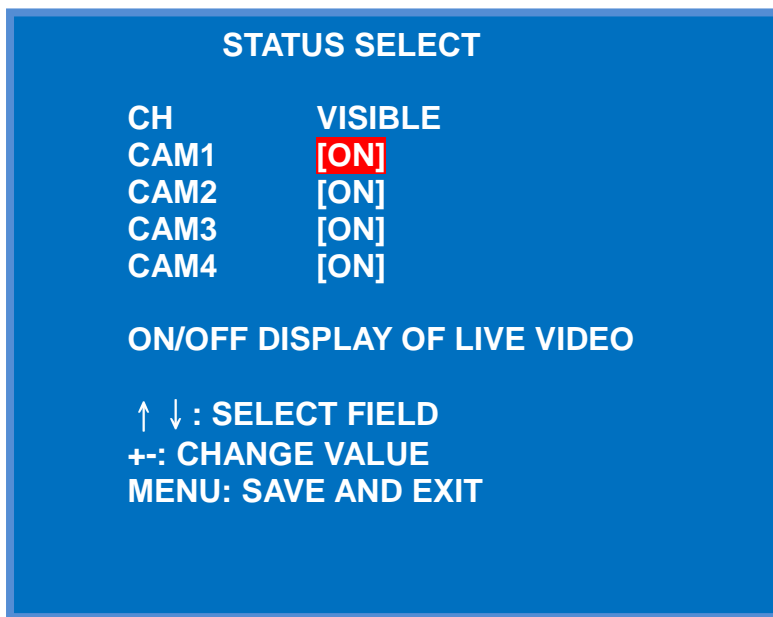 STATUS SELECT
CH VISIBLE
CAM1 [ON]
CAM2 [ON]
CAM3 [ON]
CAM4 [ON]
ON/OFF DISPLAY OF LIVE VIDEO
↑ ↓ : SELECT FIELD
+-: CHANGE VALUE
MENU: SAVE AND EXIT